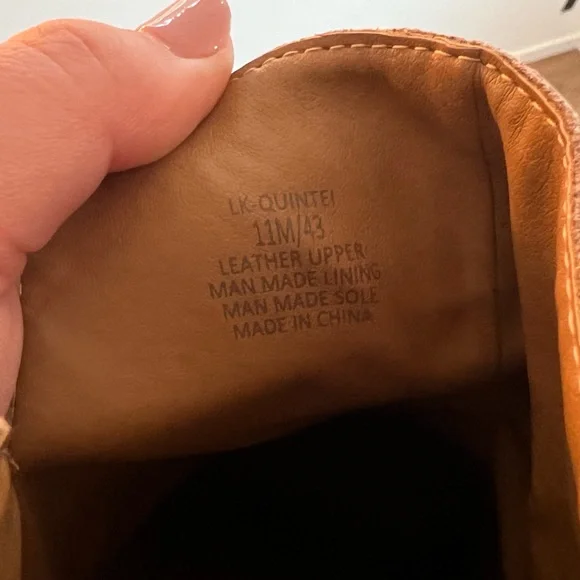 LK-QUINTEI
11M/43
LEATHER UPPER
MAN MADE LINING
MAN MADE SOLE
MADE IN CHINA